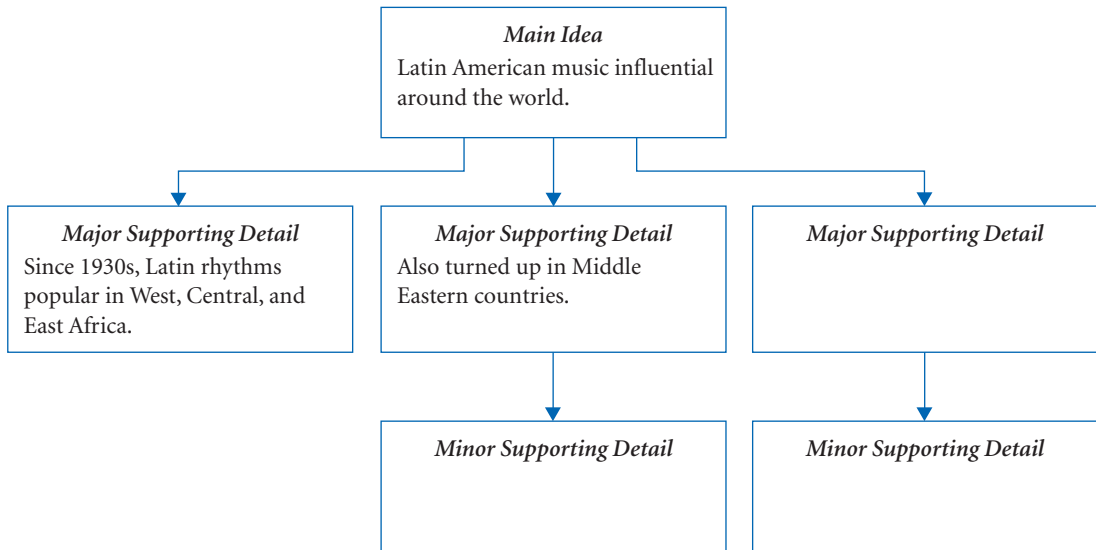 Main Idea
Latin American music influential
around the world.
Major Supporting Detail
Since 1930s, Latin rhythms
popular in West, Central, and
East Africa.
Major Supporting Detail
Also turned up in Middle
Eastern countries.
Major Supporting Detail
Minor Supporting Detail
Minor Supporting Detail